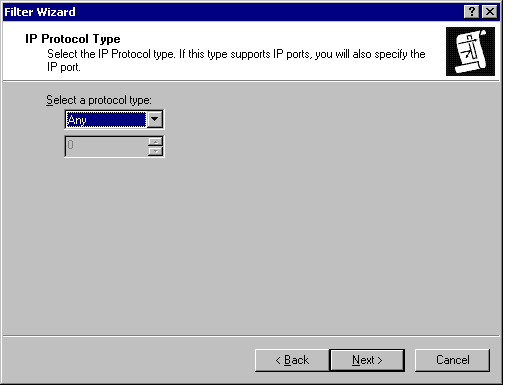 Filter Wizard
IP Protocol Type
Select the IP Protocol type. If this type supports IP ports, you will also specify the
IP port.
Select a protocol type:
Any
0
< Back
Next >
Cancel